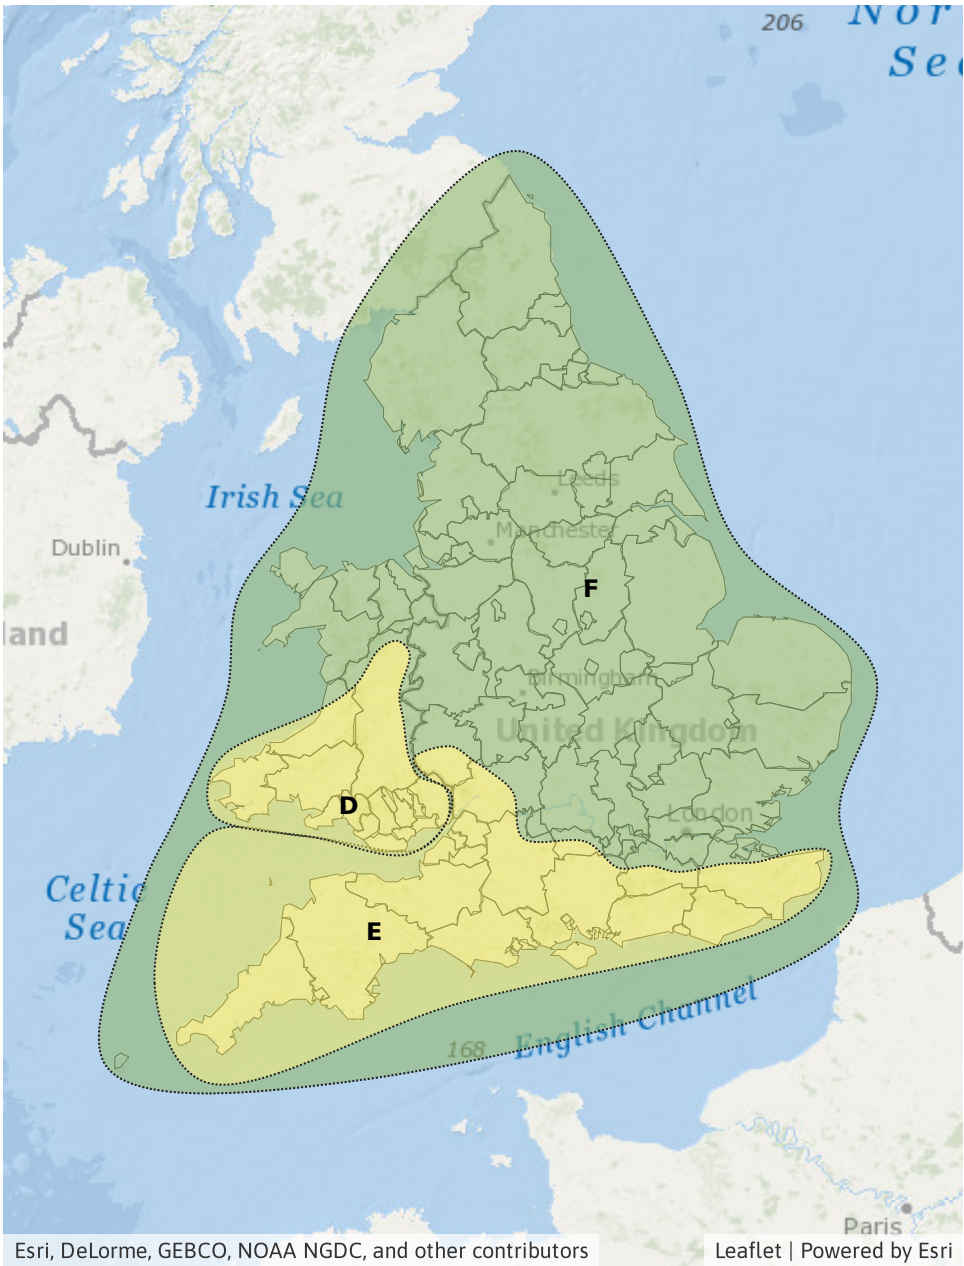 206
Nor
Sea
Irish Sea
Leeds
Manchester
Dublin
F
land
Birmingham
United Kingdom
D
London
Celtic
Sea
E
English Channel
168
Paris
Esri, DeLorme, GEBCO, NOAA NGDC, and other contributors
Leaflet | Powered by Esri